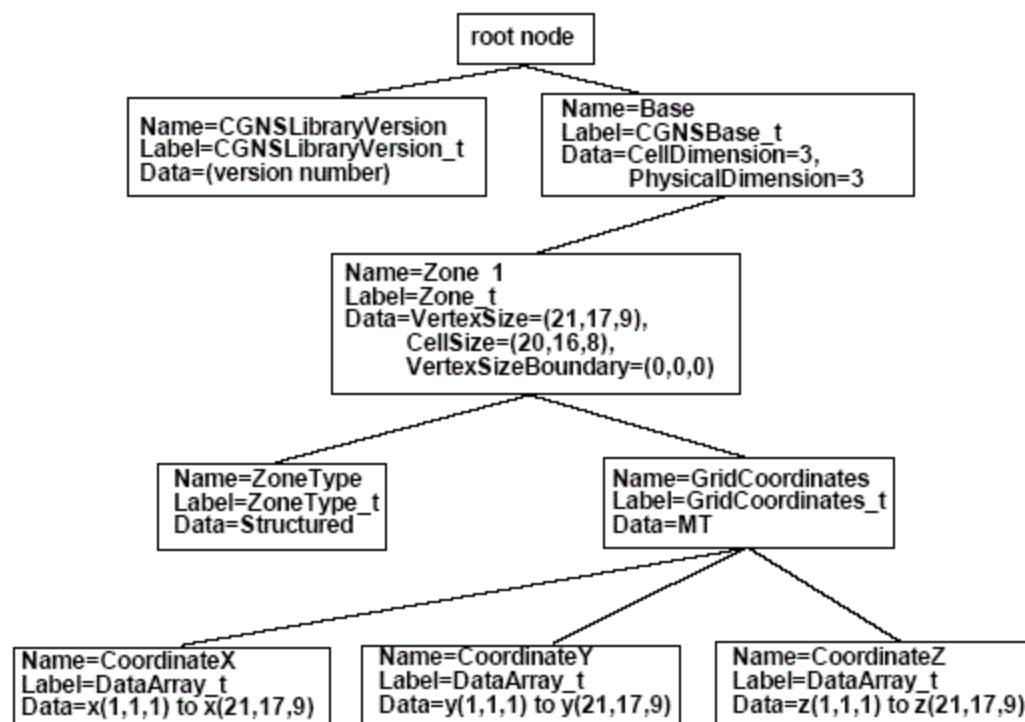 root node
Name=CGNSLibraryVersion
Label=CGNSLibraryVersion_t
Data=(version number)
Name=Base
Label=CGNSBase_t
Data=CellDimension=3,
PhysicalDimension=3
Name=Zone 1
Label=Zone_t
Data=VertexSize=(21,17,9),
CellSize=(20,16,8),
VertexSizeBoundary=(0,0,0)
Name=ZoneType
Label=ZoneType_t
Data=Structured
Name=GridCoordinates
Label=GridCoordinates_t
Data=MT
Name=CoordinateX
Label=DataArray_t
Data=x(1,1,1) to x(21,17,9)
Name=CoordinateY
Label=DataArray_t
Data=y(1,1,1) to y(21,17,9)
Name=CoordinateZ
Label=DataArray_t
Data=z(1,1,1) to z(21,17,9)